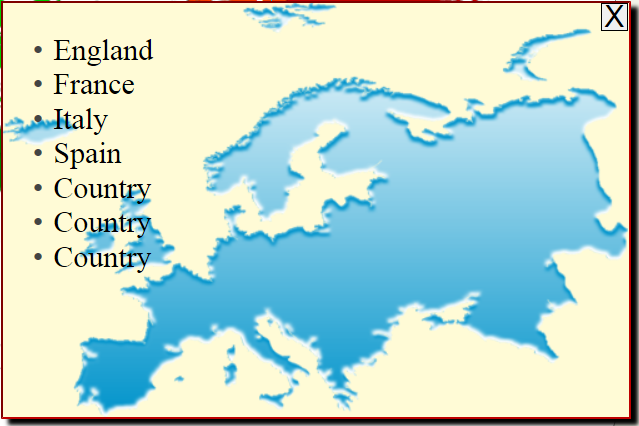 X
• England
• France
• Italy
• Spain
• Country
• Country
• Country